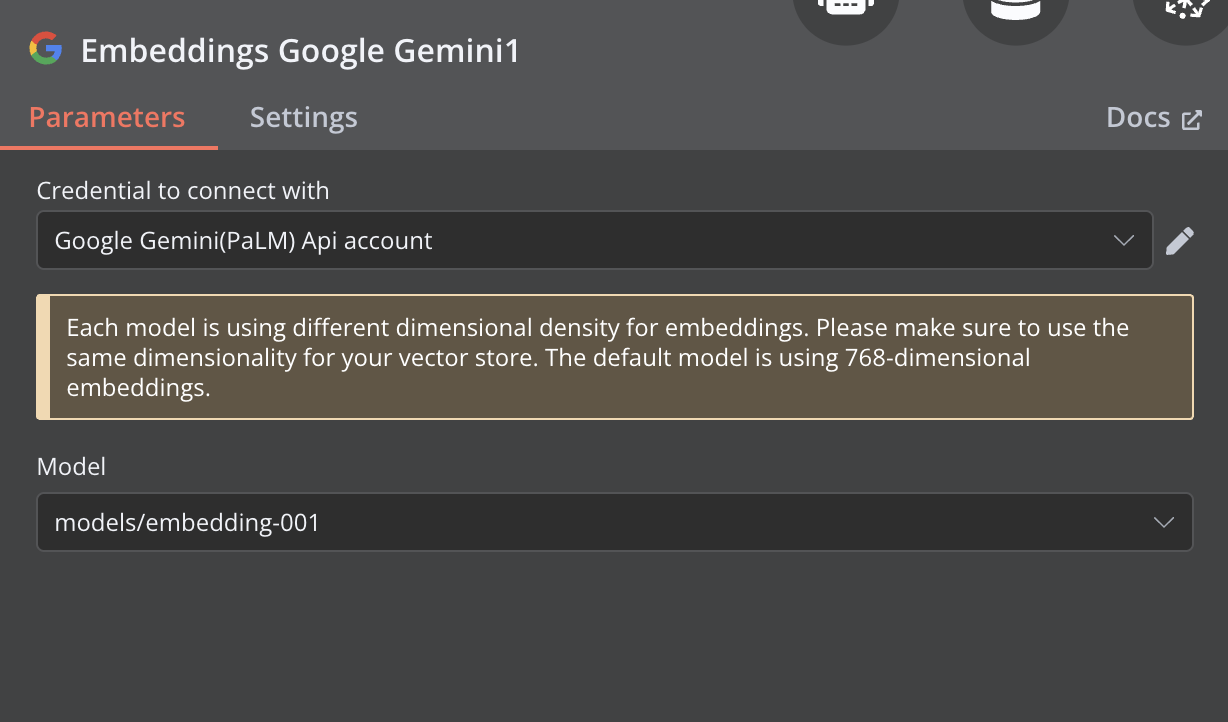 Embeddings Google Gemini1
Parameters
Settings
Docs
Credential to connect with
Google Gemini(PaLM) Api account
Each model is using different dimensional density for embeddings. Please make sure to use the
same dimensionality for your vector store. The default model is using 768-dimensional
embeddings.
Model
models/embedding-001